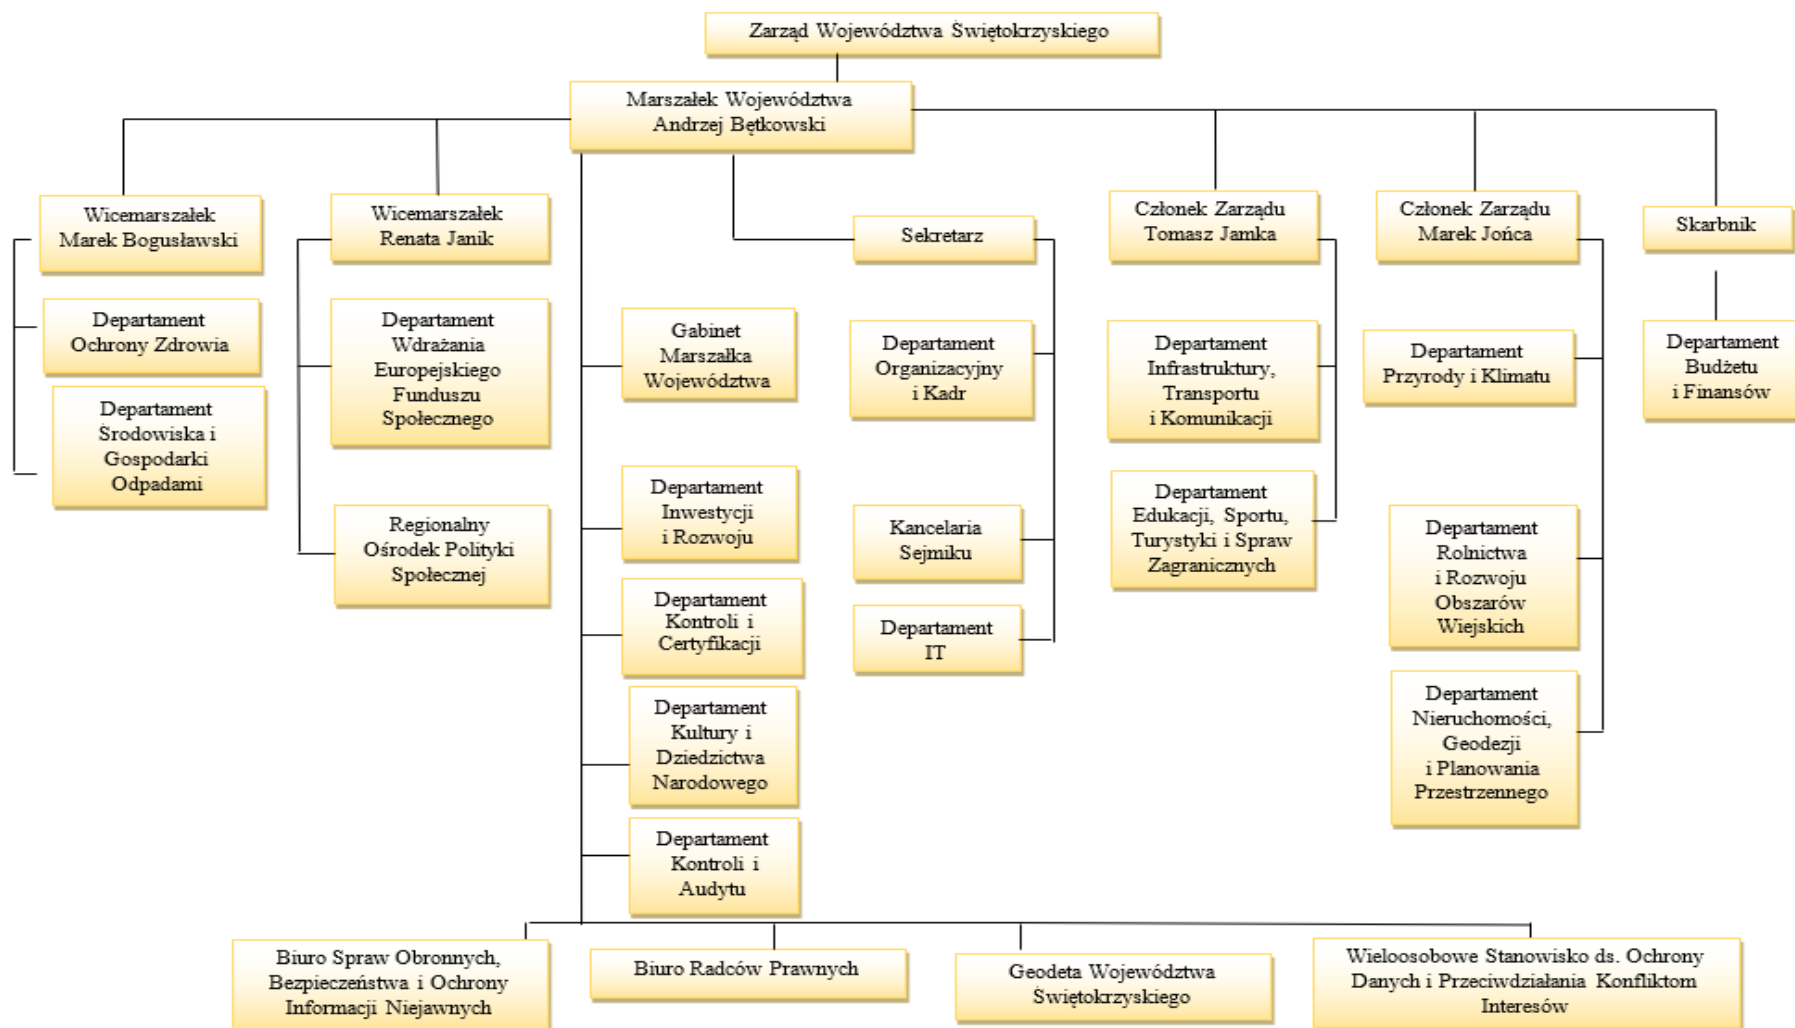 Zarząd Województwa Świętokrzyskiego
Marszałek Województwa
Andrzej Bętkowski
Wicemarszałek
Marek Bogusławski
Departament
Ochrony Zdrowia
Departament
Środowiska i
Gospodarki
Odpadami
Wicemarszałek
Renata Janik
Departament
Wdrażania
Europejskiego
Funduszu
Społecznego
Regionalny
Ośrodek Polityki
Społecznej
Gabinet
Marszałka
Województwa
Departament
Inwestycji
i Rozwoju
Departament
Kontroli i
Certyfikacji
Departament
Kultury i
Dziedzictwa
Narodowego
Departament
Kontroli i
Audytu
Sekretarz
Departament
Organizacyjny
i Kadr
Kancelaria
Sejmiku
Departament
IT
Członek Zarządu
Tomasz Jamka
Departament
Infrastruktury,
Transportu
i Komunikacji
Departament
Edukacji, Sportu,
Turystyki i Spraw
Zagranicznych
Członek Zarządu
Marek Jońca
Departament
Przyrody i Klimatu
Departament
Rolnictwa
i Rozwoju
Obszarów
Wiejskich
Departament
Nieruchomości,
Geodezji
i Planowania
Przestrzennego
Skarbnik
Departament
Budżetu
i Finansów
Biuro Spraw Obronnych,
Bezpieczeństwa i Ochrony
Informacji Niejawnych
Biuro Radców Prawnych
Geodeta Województwa
Świętokrzyskiego
Wieloosobowe Stanowisko ds. Ochrony
Danych i Przeciwdziałania Konfliktom
Interesów